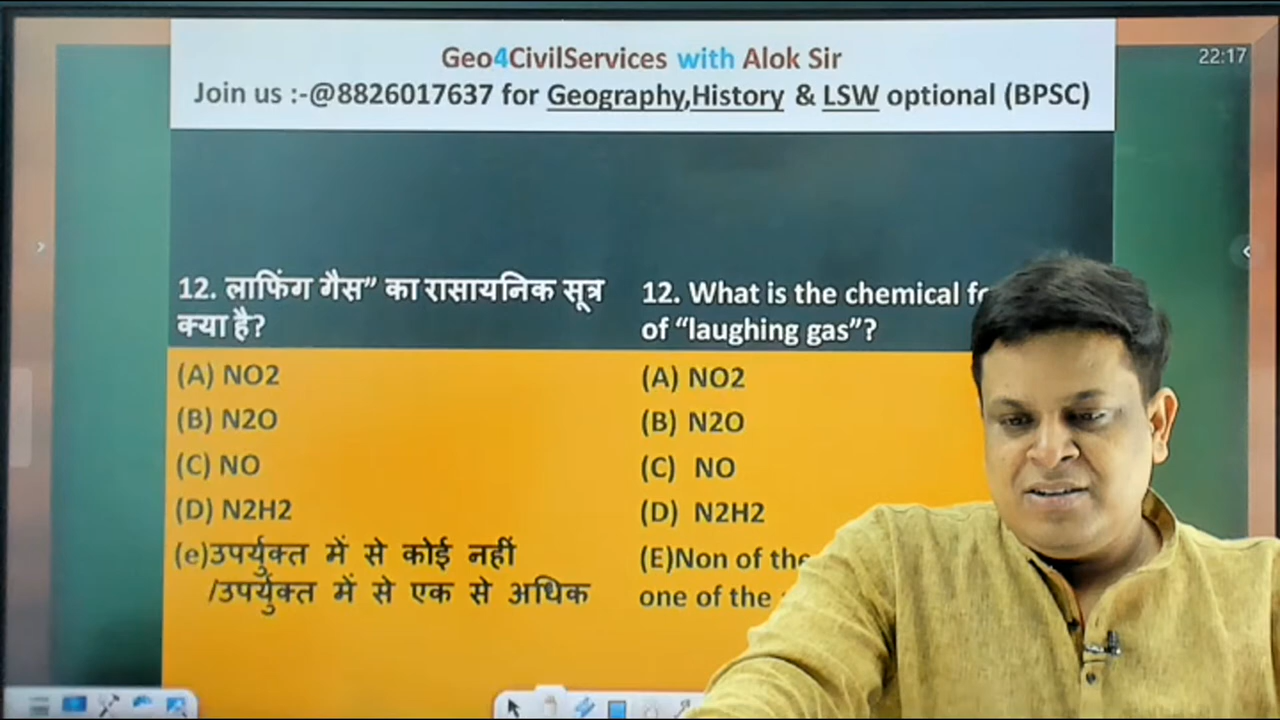 Geo4CivilServices with Alok Sir
Join us :-@8826017637 for Geography,History & LSW optional (BPSC)
22:17
12. लाफिंग गैस” का रासायनिक सूत्र
क्या है?
(A) NO2
(B) N2O
(C) NO
(D) N2H2
(e)उपर्युक्त में से कोई नहीं
/उपर्युक्त में से एक से अधिक
12. What is the chemical
of “laughing gas”?
(A) NO2
(B) N2O
(C) NO
(D) N2H2
(E)Non of the
one of the